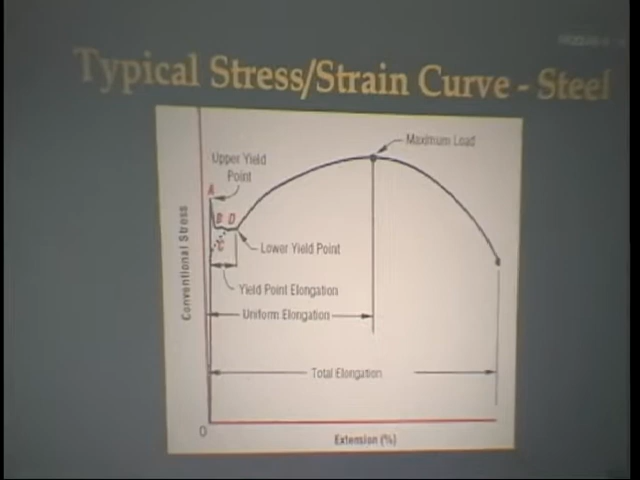 Typical Stress/Strain Curve - Steel
Maximum Load
Upper Yield
Point
A
B D
C
Lower Yield Point
Conventional Stress
Yield Point Elongation
Uniform Elongation
Total Elongation
O
Extension (%)